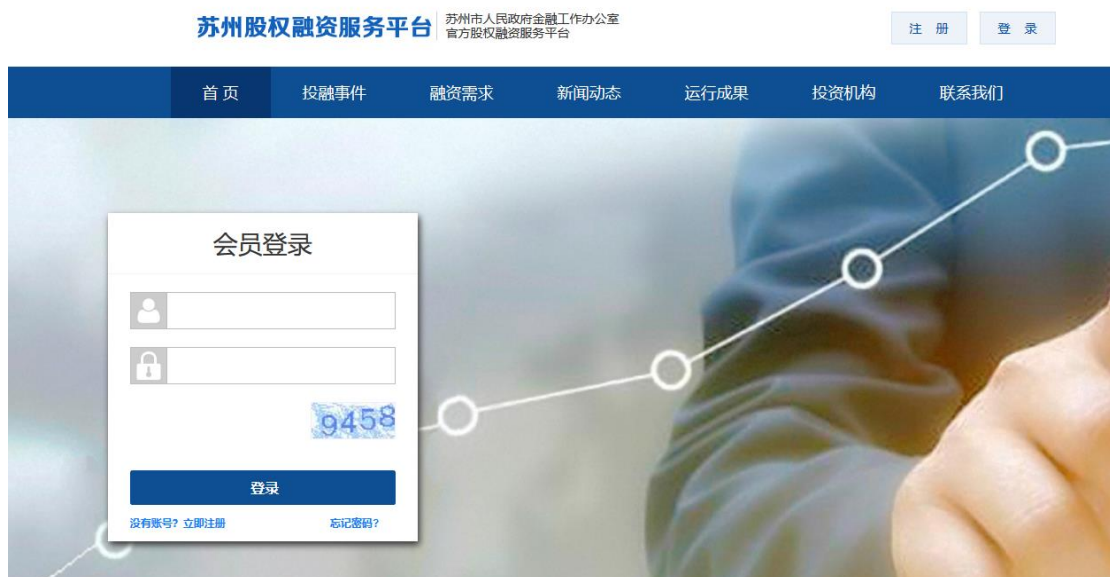 苏州股权融资服务平台
苏州市人民政府金融工作办公室
官方股权融资服务平台
注 册
登 录
首 页
投融事件
融资需求
新闻动态
运行成果
投资机构
联系我们
会员登录
9458
登录
没有账号？立即注册
忘记密码？